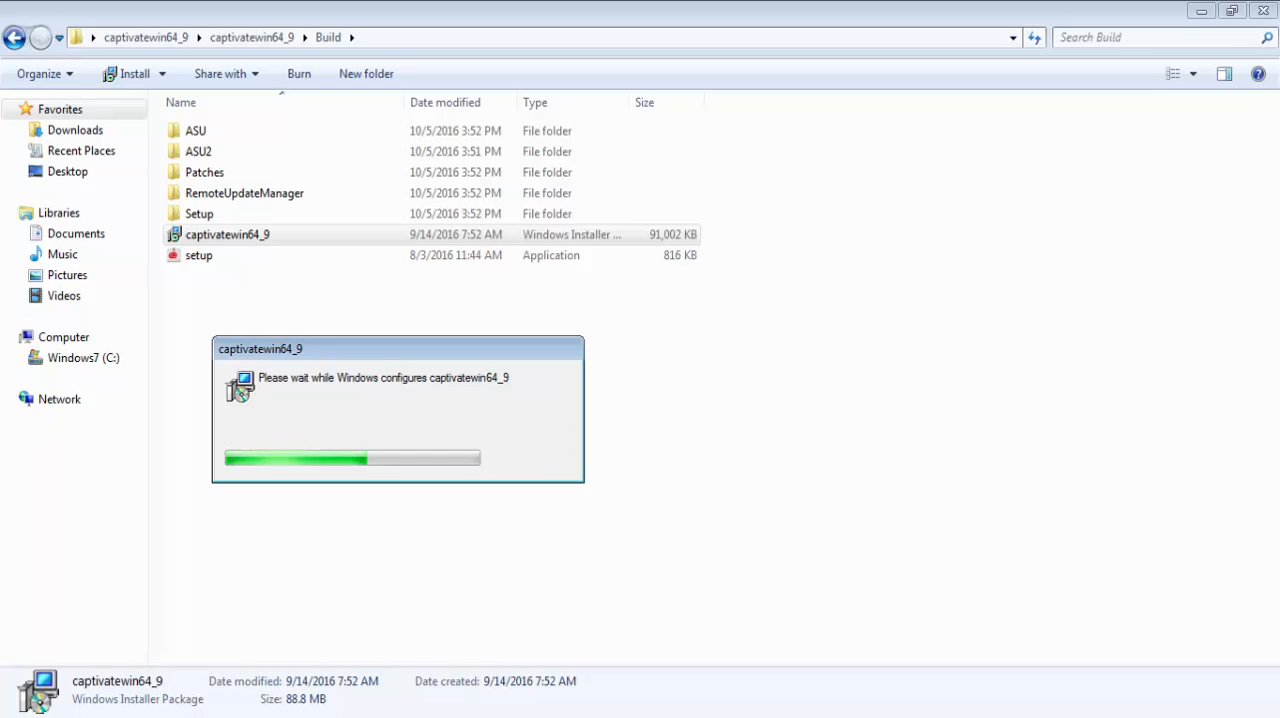 captivatewin64_9 captivatewin64_9 Build Search Build
Organize Install Share with Burn New folder
Name Date modified Type Size
Favorites
Downloads
Recent Places
Desktop
Libraries
Documents
Music
Pictures
Videos
Computer
Windows7 (C:)
Network
ASU 10/5/2016 3:52 PM File folder
ASU2 10/5/2016 3:51 PM File folder
Patches 10/5/2016 3:52 PM File folder
RemoteUpdateManager 10/5/2016 3:52 PM File folder
Setup 10/5/2016 3:52 PM File folder
captivatewin64_9 9/14/2016 7:52 AM Windows Installer ... 91,002 KB
setup 8/3/2016 11:44 AM Application 816 KB
captivatewin64_9
Please wait while Windows configures captivatewin64_9
captivatewin64_9 Date modified: 9/14/2016 7:52 AM Date created: 9/14/2016 7:52 AM
Windows Installer Package Size: 88.8 MB